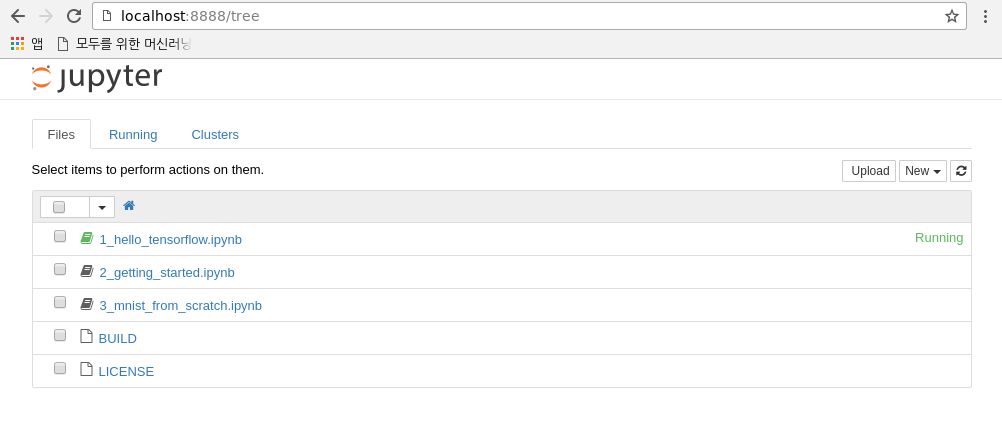 localhost:8888/tree
앱 모두를 위한 머신러닝
jupyter
Files Running Clusters
Select items to perform actions on them. Upload New
1_hello_tensorflow.ipynb Running
2_getting_started.ipynb
3_mnist_from_scratch.ipynb
BUILD
LICENSE